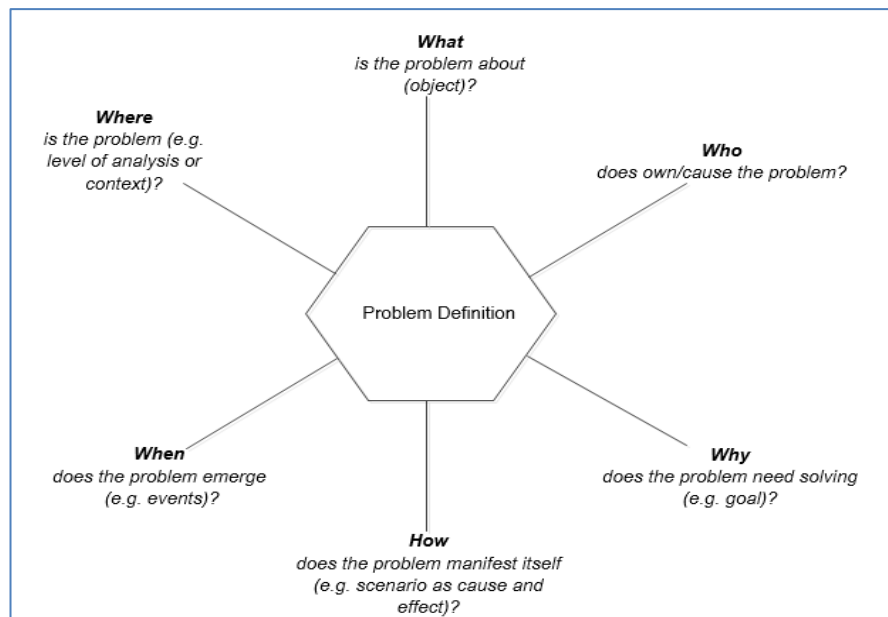 What
is the problem about
(object)?
Where
is the problem (e.g.
level of analysis or
context)?
Who
does own/cause the problem?
Problem Definition
When
does the problem emerge
(e.g. events)?
Why
does the problem need solving
(e.g. goal)?
How
does the problem manifest itself
(e.g. scenario as cause and
effect)?